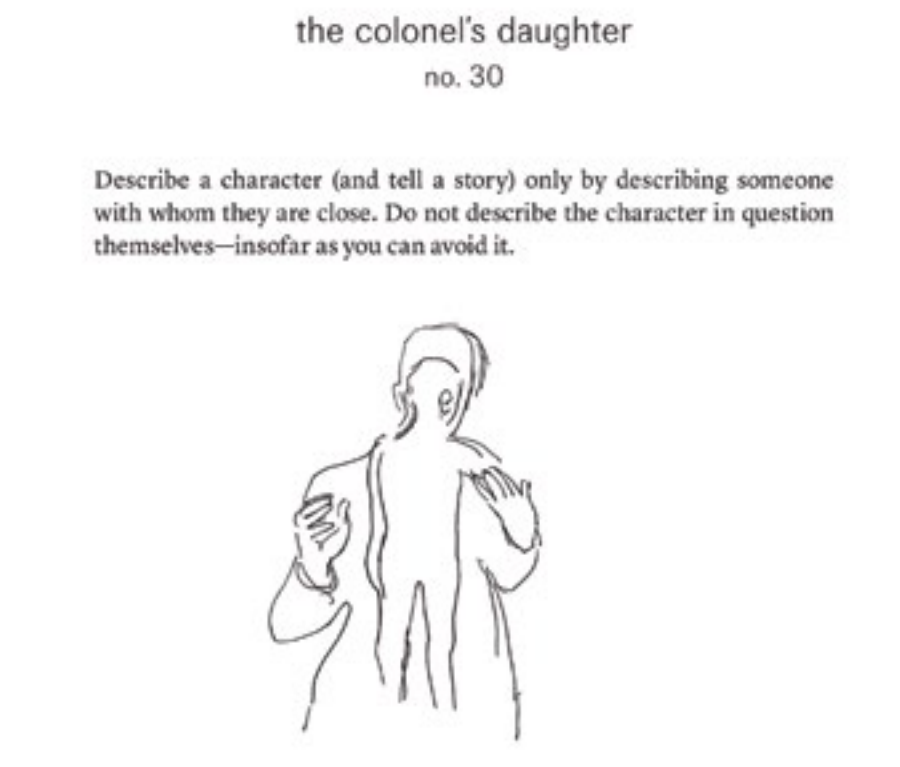 the colonel's daughter
no. 30
Describe a character (and tell a story) only by describing someone
with whom they are close. Do not describe the character in question
themselves—insofar as you can avoid it.